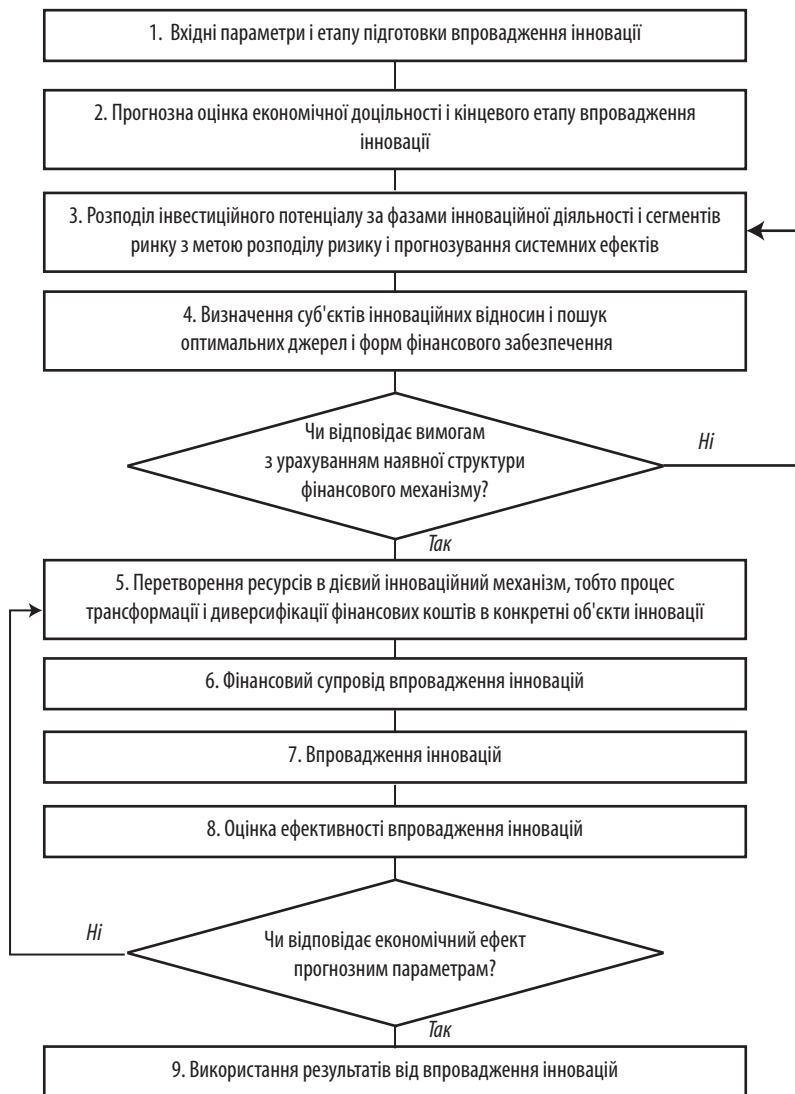 1. Вхідні параметри і етапу підготовки впровадження інновації
2. Прогнозна оцінка економічної доцільності і кінцевого етапу впровадження
інновації
3. Розподіл інвестиційного потенціалу за фазами інноваційної діяльності і сегментів
ринку з метою розподілу ризику і прогнозування системних ефектів
4. Визначення суб'єктів інноваційних відносин і пошук
оптимальних джерел і форм фінансового забезпечення
Чи відповідає вимогам
з урахуванням наявної структури
фінансового механізму?
Ні
Так
5. Перетворення ресурсів в дієвий інноваційний механізм, тобто процес
трансформації і диверсифікації фінансових коштів в конкретні об'єкти інновації
6. Фінансовий супровід впровадження інновацій
7. Впровадження інновацій
8. Оцінка ефективності впровадження інновацій
Ні
Чи відповідає економічний ефект
прогнозним параметрам?
Так
9. Використання результатів від впровадження інновацій